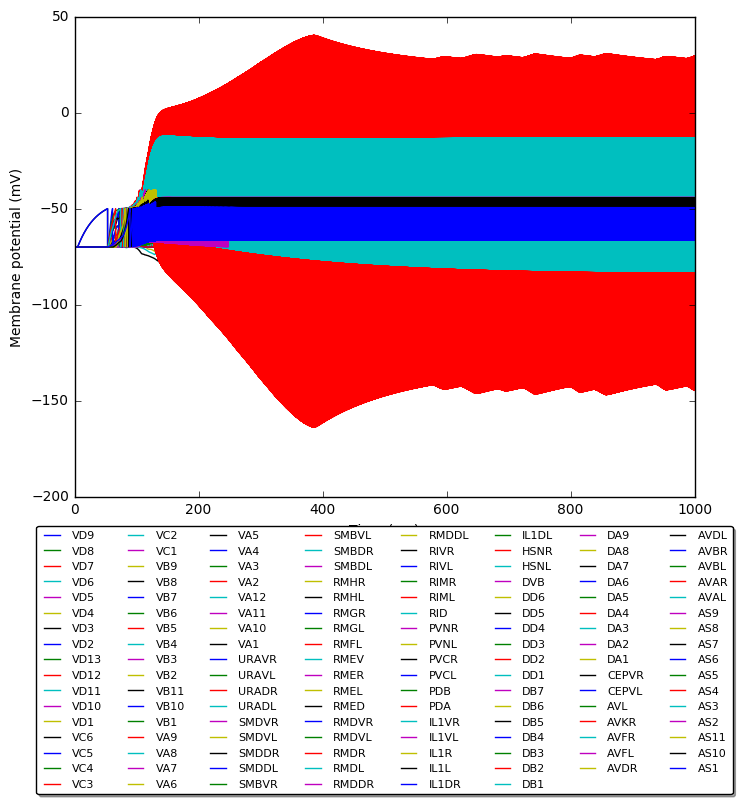 50
0
−50
−100
−150
−200
Membrane potential (mV)
0 200 400 600 800 1000
VD9
VD8
VD7
VD6
VD5
VD4
VD3
VD2
VD13
VD12
VD11
VD10
VD1
VC6
VC5
VC4
VC3
VC2
VC1
VB9
VB8
VB7
VB6
VB5
VB4
VB3
VB2
VB11
VB10
VB1
VA9
VA8
VA7
VA6
VA5
VA4
VA3
VA2
VA12
VA11
VA10
VA1
URAVR
URAVL
URADR
URADL
SMDVR
SMDVL
SMDDR
SMDDL
SMBVR
SMBVL
SMBDR
SMBDL
RMHR
RMHL
RMGR
RMGL
RMFL
RMEV
RMER
RMEL
RMED
RMDVR
RMDVL
RMDR
RMDL
RMDDR
RMDDL
RIVR
RIVL
RIMR
RIML
RID
PVNR
PVNL
PVCR
PVCL
PDB
PDA
IL1VR
IL1VL
IL1R
IL1L
IL1DR
IL1DL
HSNR
HSNL
DVB
DD6
DD5
DD4
DD3
DD2
DD1
DB7
DB6
DB5
DB4
DB3
DB2
DB1
DA9
DA8
DA7
DA6
DA5
DA4
DA3
DA2
DA1
CEPVR
CEPVL
AVL
AVKR
AVFR
AVFL
AVDR
AVDL
AVBR
AVBL
AVAR
AVAL
AS9
AS8
AS7
AS6
AS5
AS4
AS3
AS2
AS11
AS10
AS1